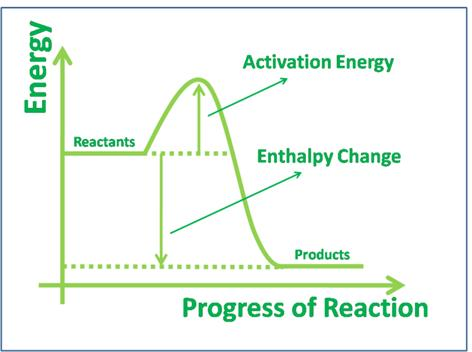 Energy
Activation Energy
Reactants
Enthalpy Change
Products
Progress of Reaction